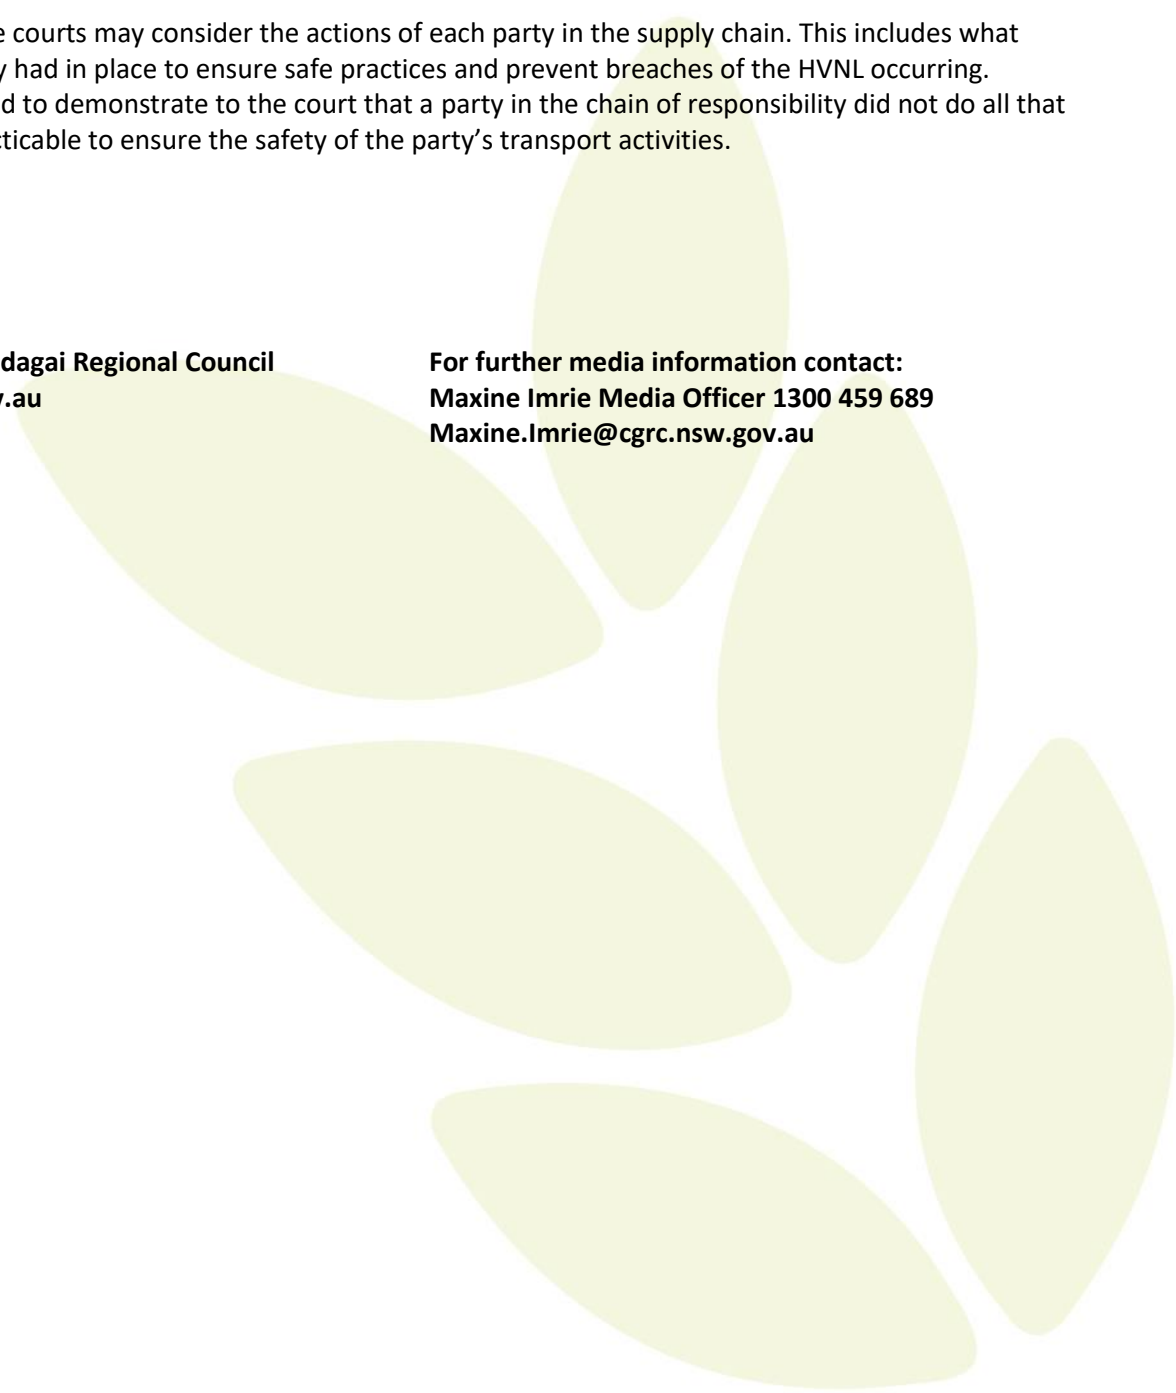 e courts may consider the actions of each party in the supply chain. This includes what
y had in place to ensure safe practices and prevent breaches of the HVNL occurring.
d to demonstrate to the court that a party in the chain of responsibility did not do all that
cticable to ensure the safety of the party's transport activities.
dagai Regional Council
v.au
For further media information contact:
Maxine Imrie Media Officer 1300 459 689
Maxine.Imrie@cgrc.nsw.gov.au